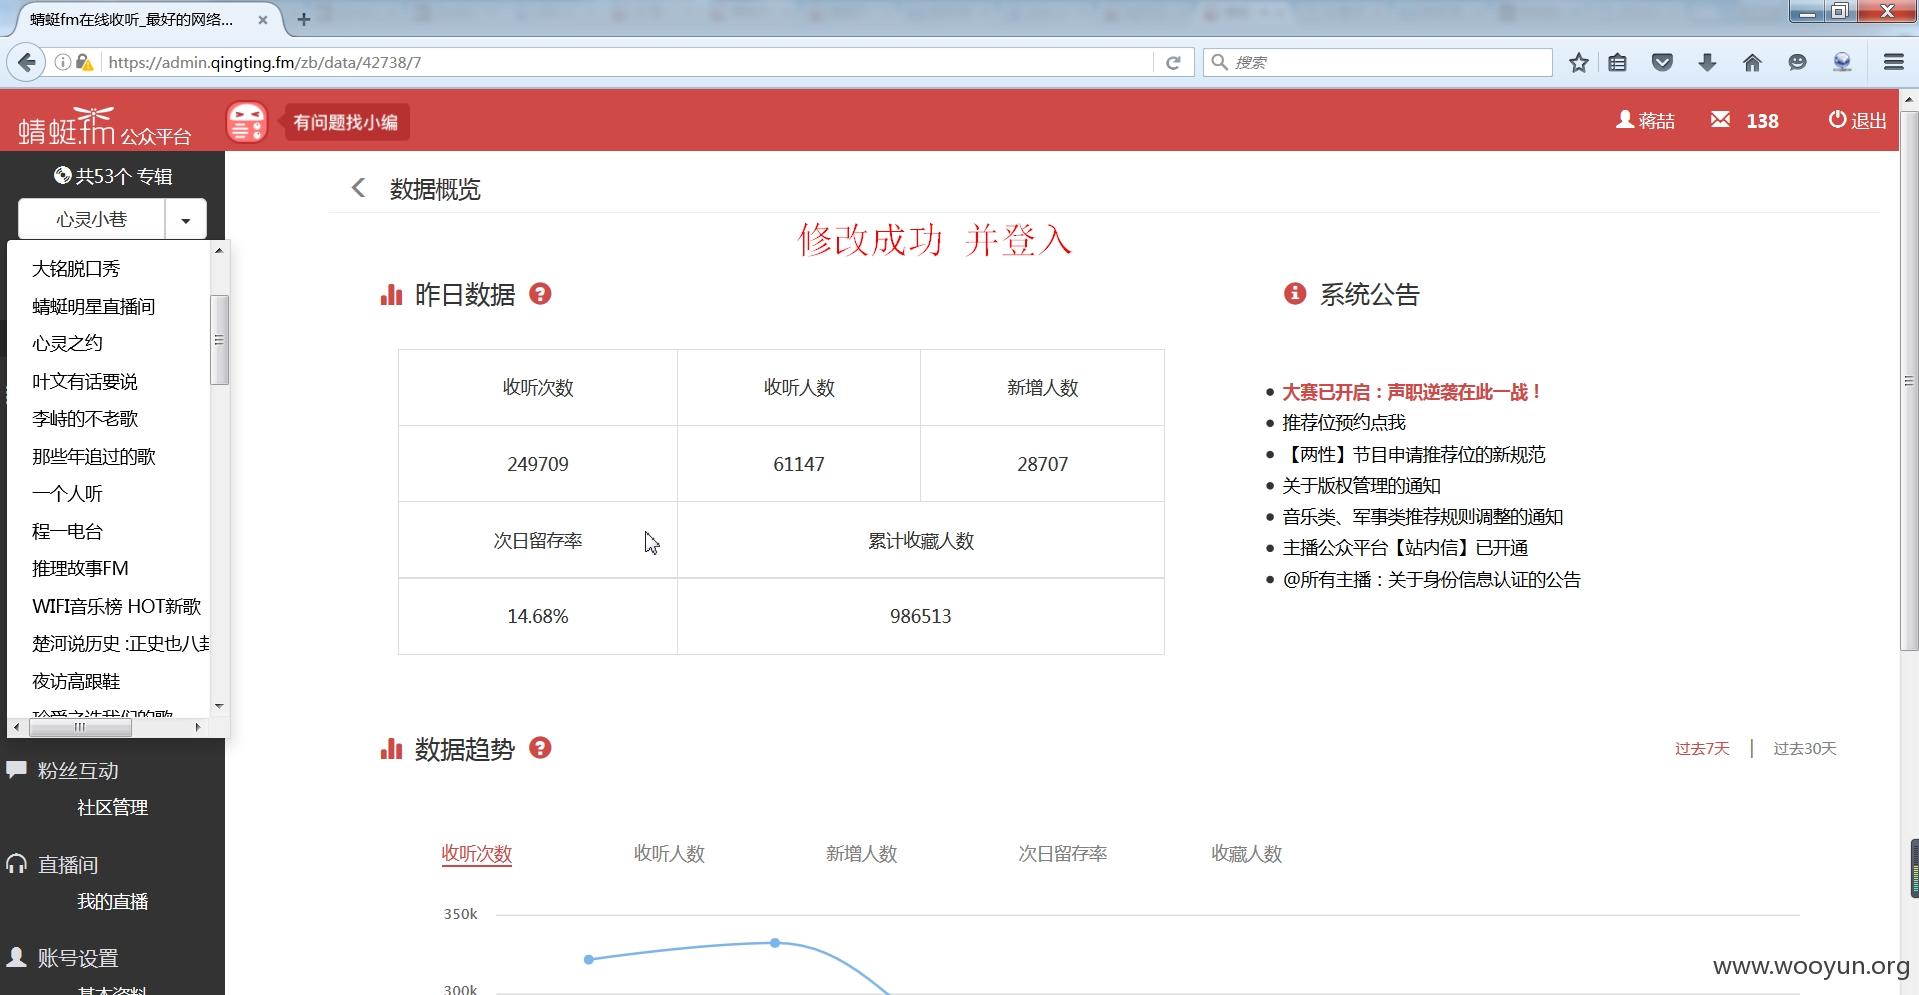 蜻蜓fm在线收听_最好的网络...
https://admin.qingting.fm/zb/data/42738/7
搜索
蜻蜓.fm 公众平台
有问题找小编
蒋喆
138
退出
共53个 专辑
心灵小巷
大铭脱口秀
蜻蜓明星直播间
心灵之约
叶文有话要说
李峙的不老歌
那些年追过的歌
一个人听
程一电台
推理故事FM
WIFI音乐榜 HOT新歌
楚河说历史 :正史也八卦
夜访高跟鞋
粉丝互动
社区管理
直播间
我的直播
账号设置
基本资料
数据概览
修改成功 并登入
昨日数据
收听次数 收听人数 新增人数
249709 61147 28707
次日留存率 累计收藏人数
14.68% 986513
系统公告
大赛已开启：声职逆袭在此一战！
推荐位预约点我
【两性】节目申请推荐位的新规范
关于版权管理的通知
音乐类、军事类推荐规则调整的通知
主播公众平台【站内信】已开通
@所有主播：关于身份信息认证的公告
数据趋势
过去7天 | 过去30天
收听次数 收听人数 新增人数 次日留存率 收藏人数
350k
300k
www.wooyun.org